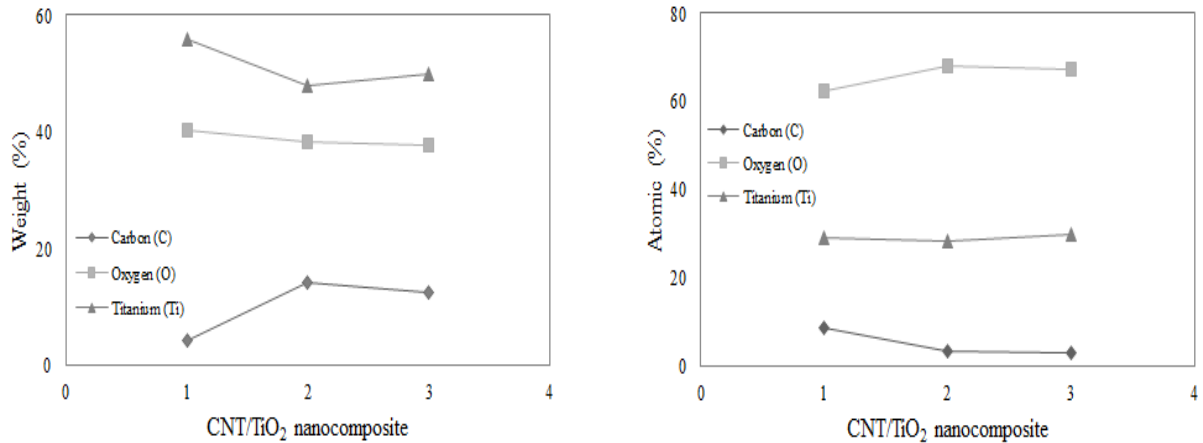 60
40
20
0
Weight (%)
Carbon (C)
Oxygen (O)
Titanium (Ti)
0 1 2 3 4
CNT/TiO₂ nanocomposite
80
60
40
20
0
Atomic (%)
Carbon (C)
Oxygen (O)
Titanium (Ti)
0 1 2 3 4
CNT/TiO₂ nanocomposite